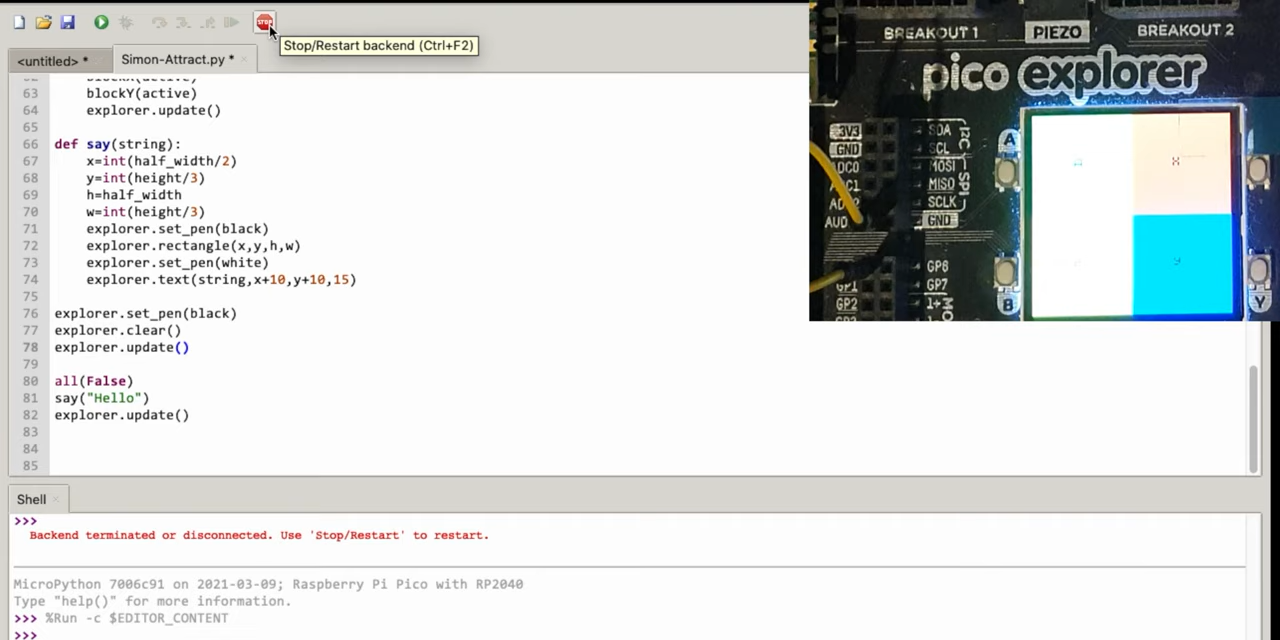 Stop/Restart backend (Ctrl+F2)
<untitled> *
Simon-Attract.py *
63 blockY(active)
64 explorer.update()
65
66 def say(string):
67 x=int(half_width/2)
68 y=int(height/3)
69 h=half_width
70 w=int(height/3)
71 explorer.set_pen(black)
72 explorer.rectangle(x,y,h,w)
73 explorer.set_pen(white)
74 explorer.text(string,x+10,y+10,15)
75
76 explorer.set_pen(black)
77 explorer.clear()
78 explorer.update()
79
80 all(False)
81 say("Hello")
82 explorer.update()
83
84
85
Shell
>>>
Backend terminated or disconnected. Use 'Stop/Restart' to restart.
MicroPython 7006c91 on 2021-03-09; Raspberry Pi Pico with RP2040
Type "help()" for more information.
>>> %Run -c $EDITOR_CONTENT
>>>
BREAKOUT 1
PIEZO
BREAKOUT 2
pico explorer
3V3
GND
SDA
SCL
I2C
MOSI
MISO
SCLK
SPI
GND
AUD
GP6
GP7
GP1
GP2
1+
A
B
Y